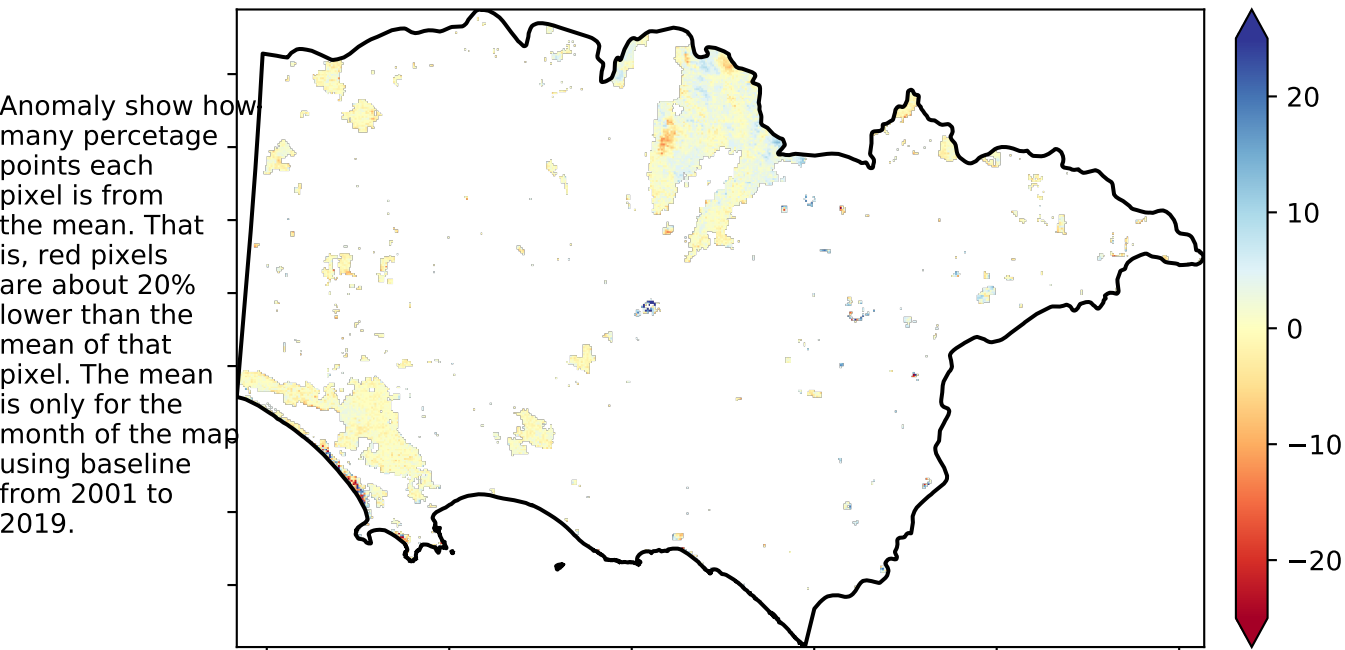 Anomaly show how
many percetage
points each
pixel is from
the mean. That
is, red pixels
are about 20%
lower than the
mean of that
pixel. The mean
is only for the
month of the map
using baseline
from 2001 to
2019.
20
10
0
−10
−20